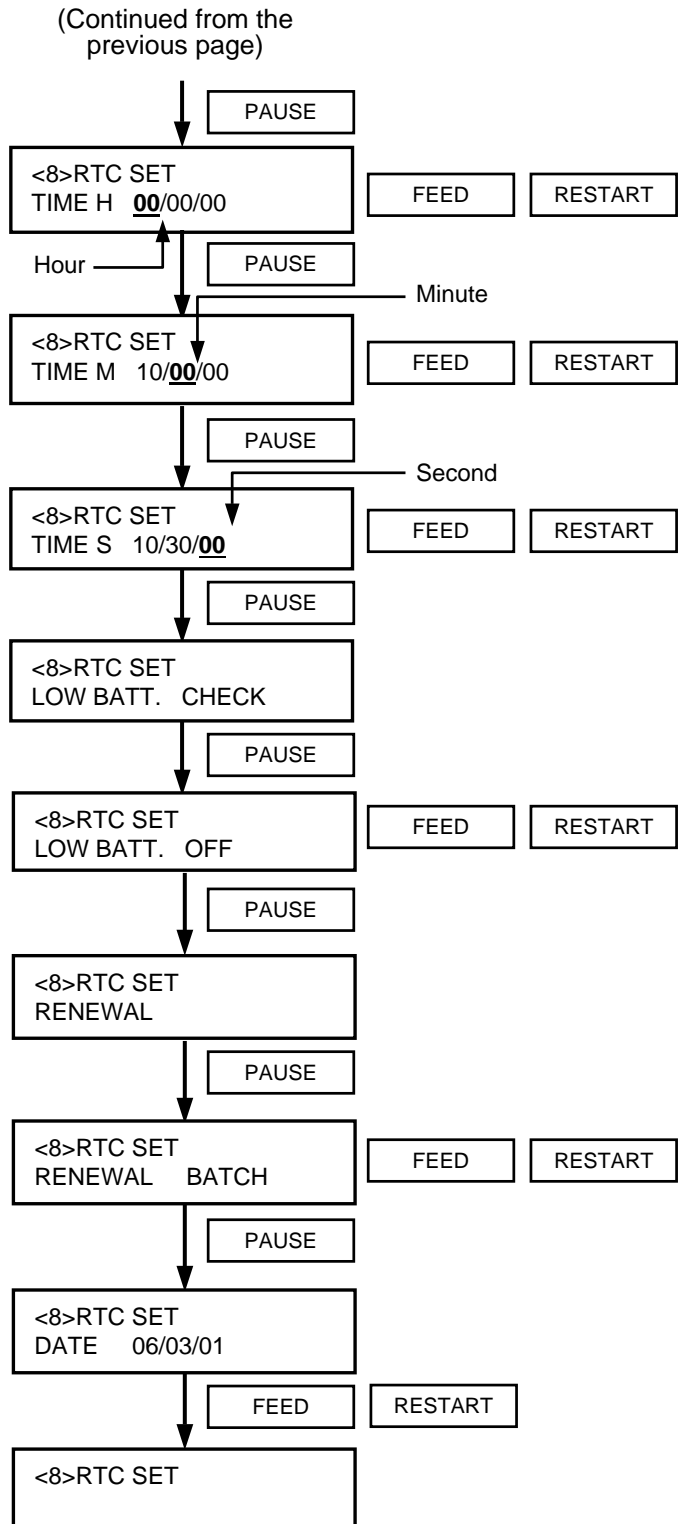 (Continued from the
previous page)
PAUSE
<8>RTC SET
TIME H 00/00/00
FEED RESTART
Hour
PAUSE
Minute
<8>RTC SET
TIME M 10/00/00
FEED RESTART
PAUSE
Second
<8>RTC SET
TIME S 10/30/00
FEED RESTART
PAUSE
<8>RTC SET
LOW BATT. CHECK
PAUSE
<8>RTC SET
LOW BATT. OFF
FEED RESTART
PAUSE
<8>RTC SET
RENEWAL
PAUSE
<8>RTC SET
RENEWAL BATCH
FEED RESTART
PAUSE
<8>RTC SET
DATE 06/03/01
FEED RESTART
<8>RTC SET